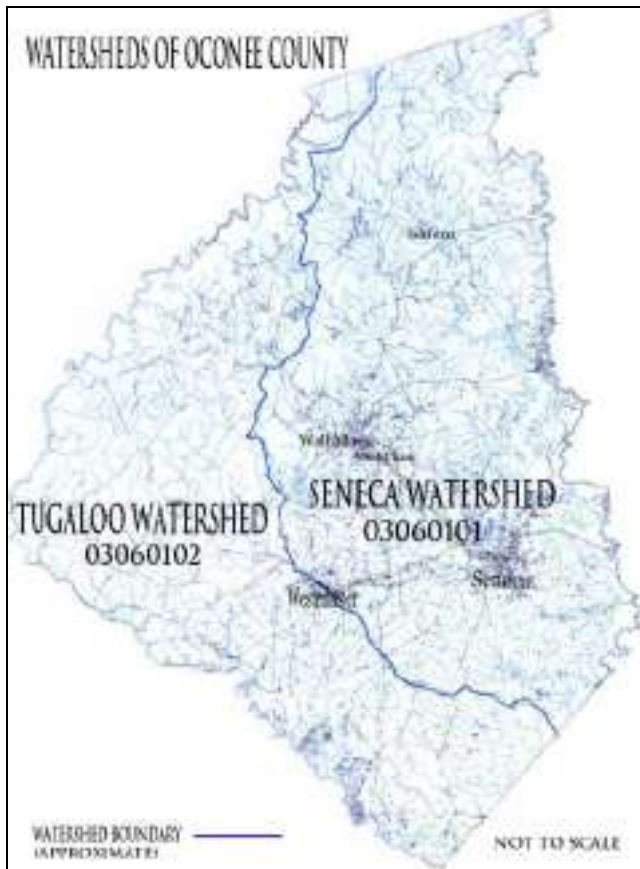 WATERSHEDS OF OCONEE COUNTY
Salem
Walhalla
SENECA WATERSHED
03060101
TUGALOO WATERSHED
03060102
Seneca
Westminster
WATERSHED BOUNDARY
(APPROXIMATE)
NOT TO SCALE